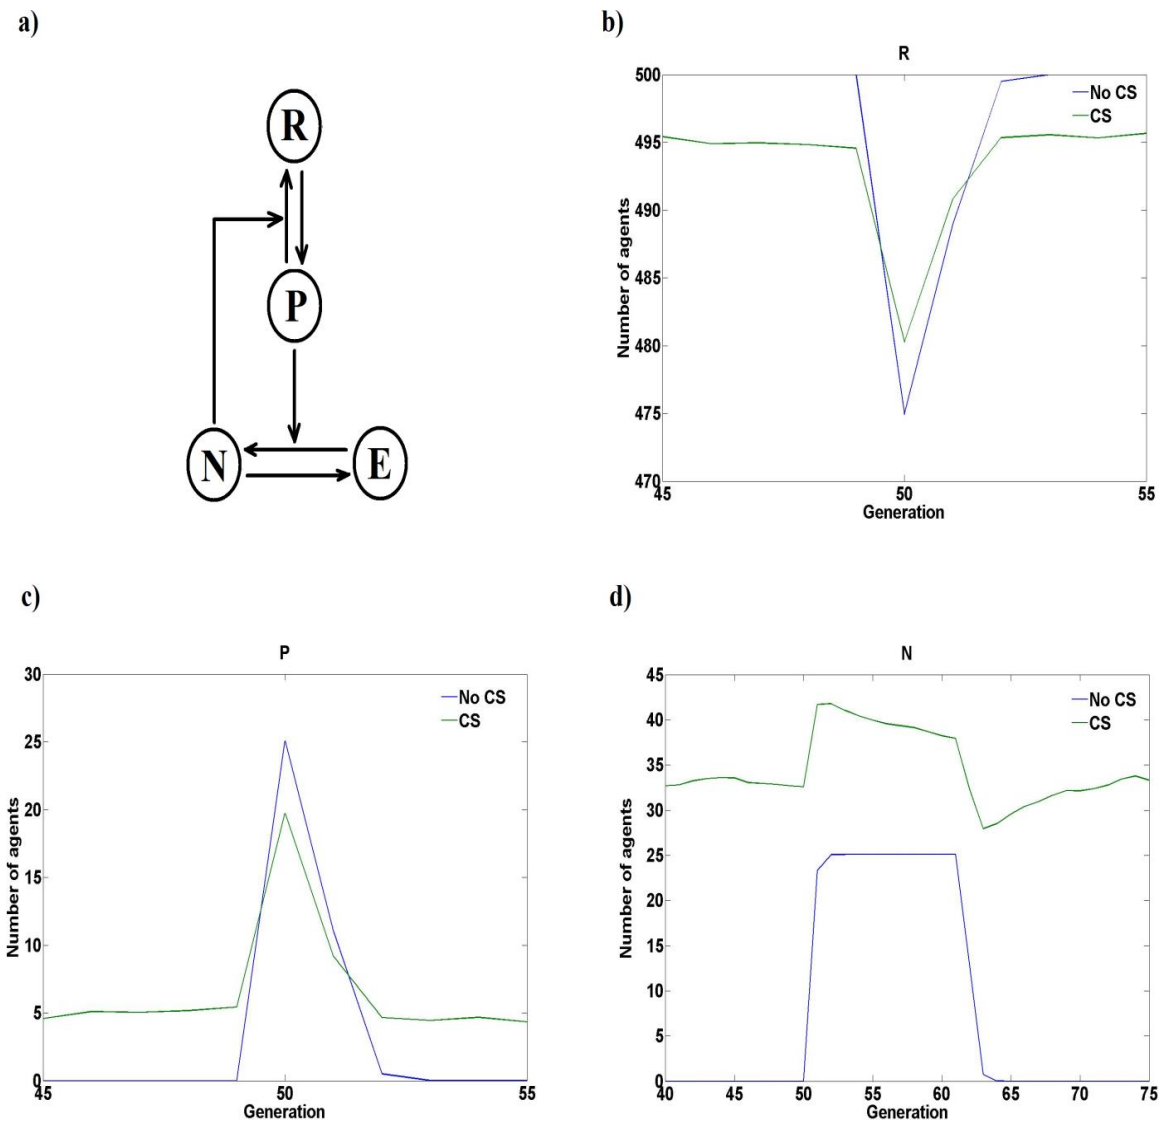 a)
R
P
N
E
b)
R
Number of agents
500
495
490
485
480
475
470
45
50
55
Generation
No CS
CS
c)
P
Number of agents
30
25
20
15
10
5
0
45
50
55
Generation
No CS
CS
d)
N
Number of agents
45
40
35
30
25
20
15
10
5
0
40
45
50
55
60
65
70
75
Generation
No CS
CS